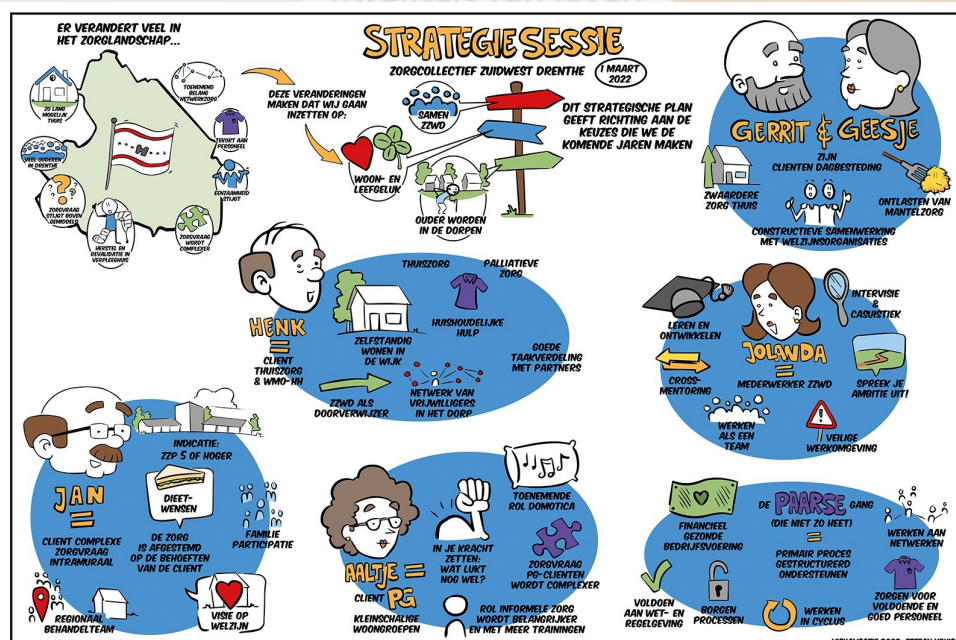 ER VERANDERT VEEL IN
HET ZORGLANDSCHAP...
ZO LANG
MOGELIJK
THUIS
TOENEMEND
BELANG
NETWERKZORG
TEKORT AAN
PERSONEEL
VEEL OUDEREN
IN DRENTHE
EENZAAMHEID
STIJGT
ZORGVRAAG
STIJGT BOVEN
GEMIDDELD
HERSTEL EN
REVALIDATIE IN
VERPLEEGHUIS
ZORGVRAAG
WORDT
COMPLEXER
STRATEGIESESSIE
ZORGCOLLECTIEF ZUIDWEST DRENTHE
1 MAART
2022
DEZE VERANDERINGEN
MAKEN DAT WIJ GAAN
INZETTEN OP:
SAMEN
ZZWD
WOON- EN
LEEFGELUK
OUDER WORDEN
IN DE DORPEN
DIT STRATEGISCHE PLAN
GEEFT RICHTING AAN DE
KEUZES DIE WE DE
KOMENDE JAREN MAKEN
GERRIT & GEESJE
ZIJN
CLIENTEN DAGBESTEDING
ZWAARDERE
ZORG THUIS
ONTLASTEN VAN
MANTELZORG
CONSTRUCTIEVE SAMENWERKING
MET WELZIJNSORGANISATIES
HENK
=
CLIENT
THUISZORG
& WMO-HH
THUISZORG
PALLIATIEVE
ZORG
ZELFSTANDIG
WONEN IN
DE WIJK
HUISHOUDELIJKE
HULP
GOEDE
TAAKVERDELING
MET PARTNERS
ZZWD ALS
DOORVERWIJZER
NETWERK VAN
VRIJWILLIGERS
IN HET DORP
LEREN EN
ONTWIKKELEN
INTERVISIE
&
CASUISTIEK
JOLANDA
=
MEDEWERKER ZZWD
CROSS-
MENTORING
SPREEK JE
AMBITIE UIT!
WERKEN
ALS EEN
TEAM
VEILIGE
WERKOMGEVING
JAN
=
CLIENT COMPLEXE
ZORGVRAAG
INTRAMURAAL
INDICATIE:
ZZP 5 OF HOGER
DIEET-
WENSEN
FAMILIE
PARTICIPATIE
DE ZORG
IS AFGESTEMD
OP DE BEHOEFTEN
VAN DE CLIENT
REGIONAAL
BEHANDELTEAM
VISIE OP
WELZIJN
AALTJE =
CLIENT PG
KLEINSCHALIGE
WOONGROEPEN
IN JE KRACHT
ZETTEN:
WAT LUKT
NOG WEL?
TOENEMENDE
ROL DOMOTICA
ZORGVRAAG
PG-CLIENTEN
WORDT COMPLEXER
ROL INFORMELE ZORG
WORDT BELANGRIJKER
EN MET MEER TRAININGEN
DE PAARSE GANG
(DIE NIET ZO HEET)
=
PRIMAIR PROCES
GESTRUCTUREERD
ONDERSTEUNEN
FINANCIEEL
GEZONDE
BEDRIJFSVOERING
WERKEN AAN
NETWERKEN
VOLDOEN
AAN WET- EN
REGELGEVING
BORGEN
PROCESSEN
WERKEN
IN CYCLUS
ZORGEN VOOR
VOLDOENDE EN
GOED PERSONEEL